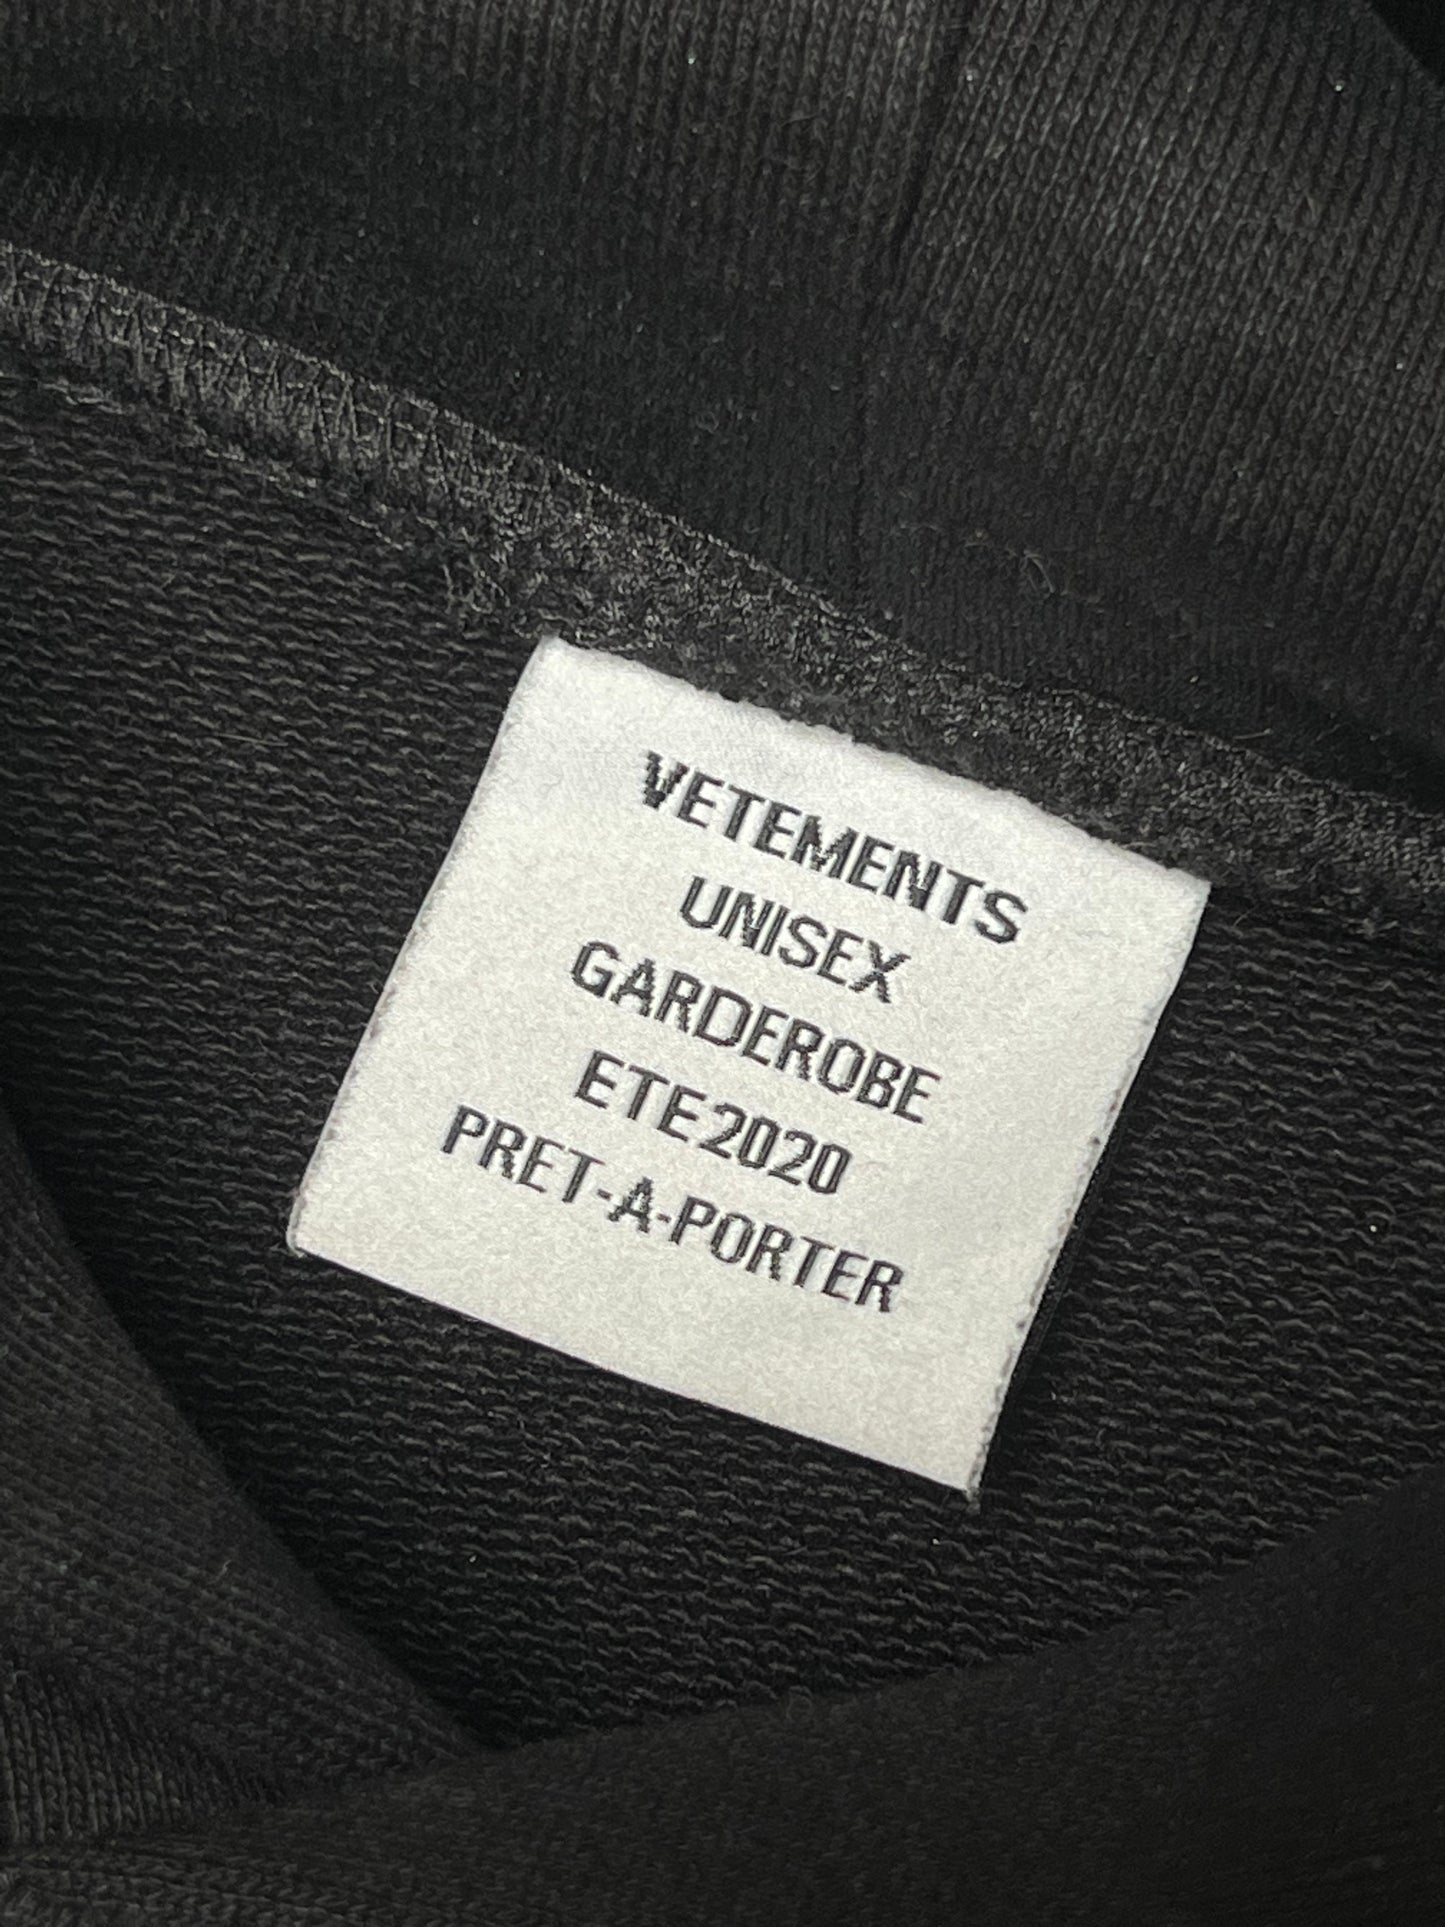 VETEMENTS
UNISEX
GARDEROBE
ETE2020
PRET-A-PORTER